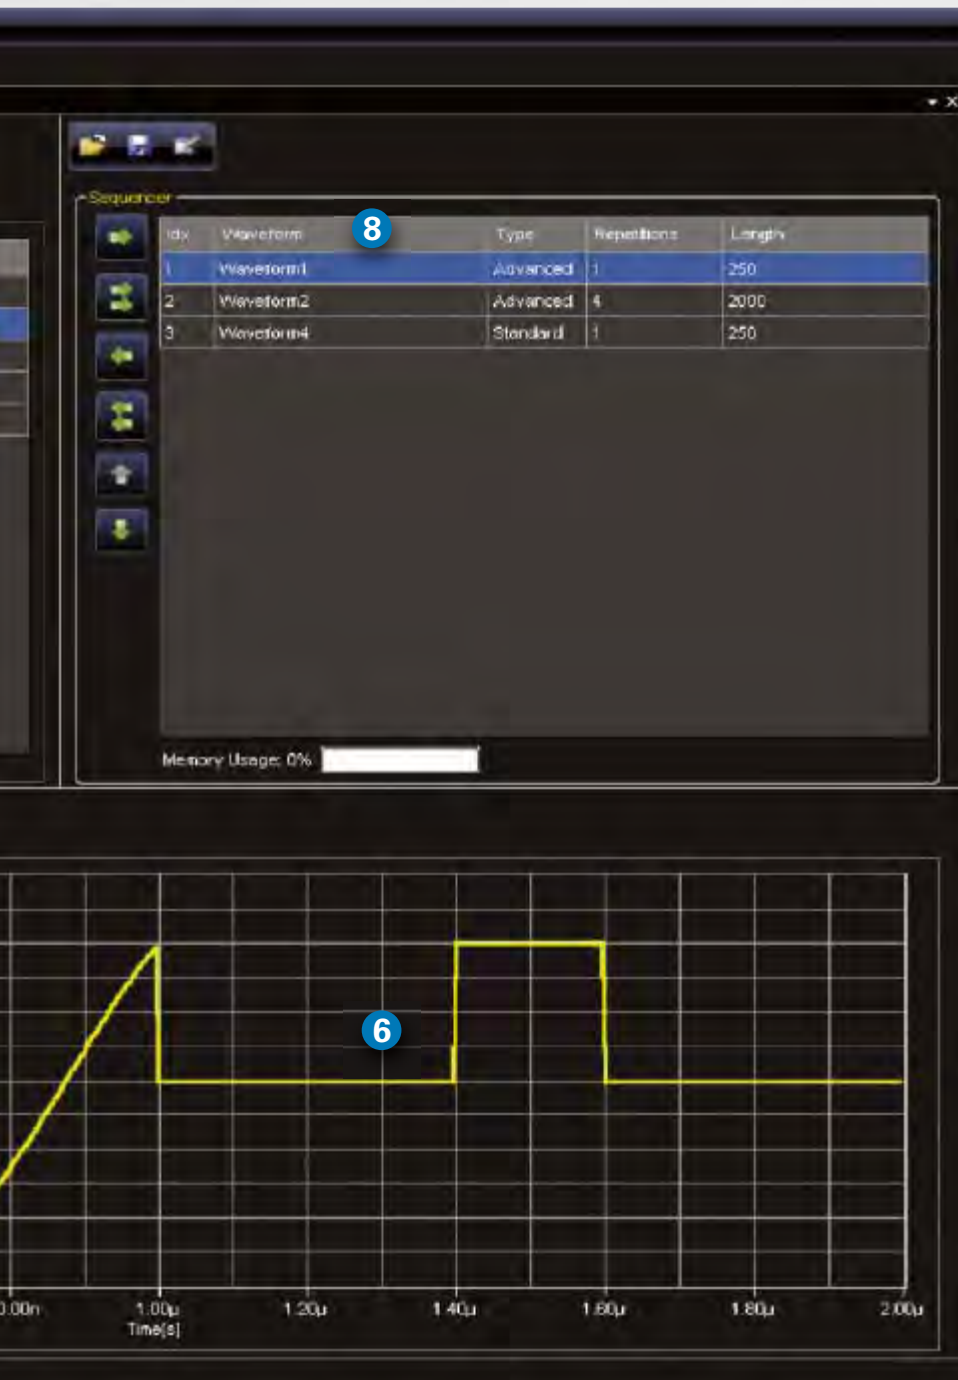 Sequencer
Idx Waveform 8 Type Repetitions Length
1 Waveform1 Advanced 1 250
2 Waveform2 Advanced 4 2000
3 Waveform4 Standard 1 250
Memory Usage: 0%
6
0.00n 1.00µ 1.20µ 1.40µ 1.60µ 1.80µ 2.00µ
Time[s]